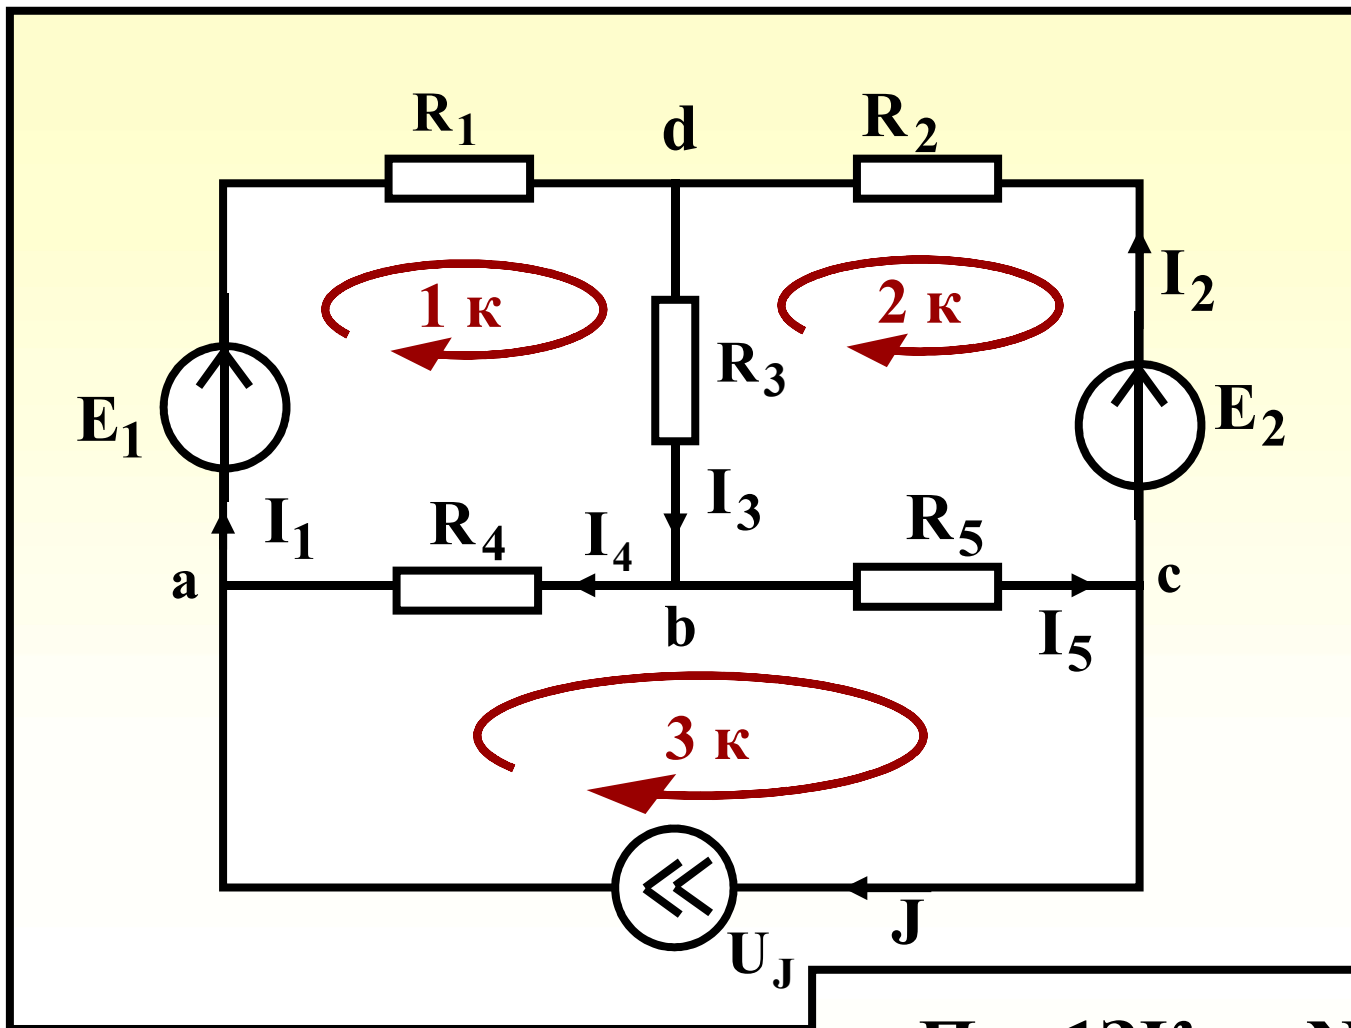 R1 d R2
I2
1 к 2 к
R3
E1 E2
I1 R4 I4 I3 R5
a b c
I5
3 к
J
UJ